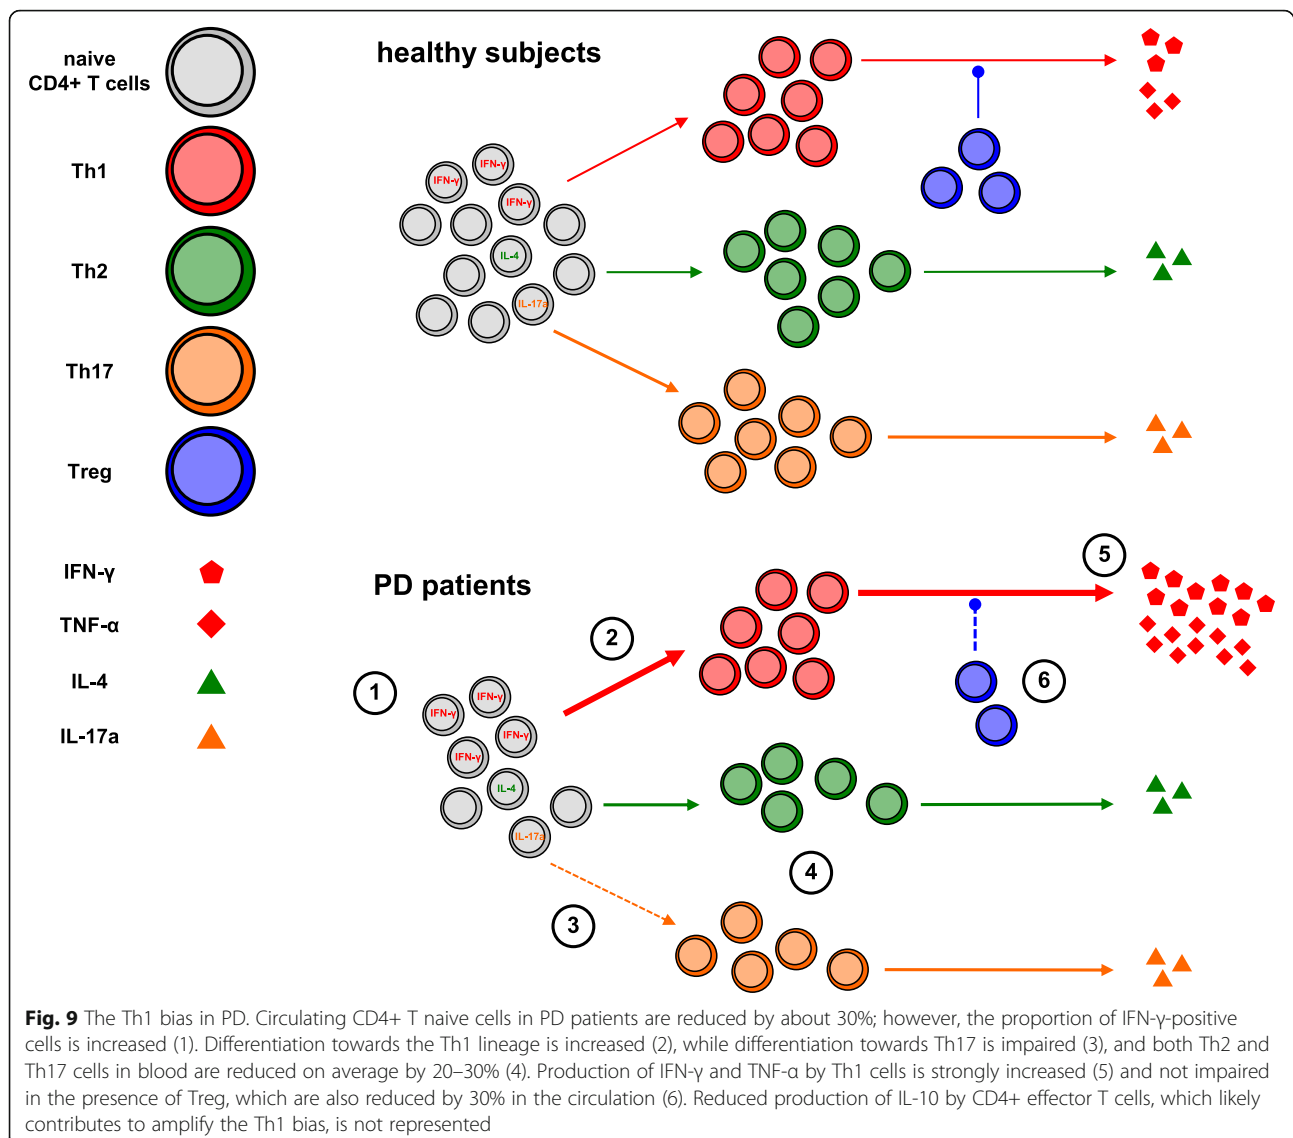 naive
CD4+ T cells
Th1
Th2
Th17
Treg
IFN-γ
TNF-α
IL-4
IL-17a
healthy subjects
IFN-γ
IFN-γ
IFN-γ
IL-4
IL-17a
PD patients
1
2
3
4
5
6
IFN-γ
IFN-γ
IFN-γ
IFN-γ
IL-4
IL-17a
Fig. 9 The Th1 bias in PD. Circulating CD4+ T naive cells in PD patients are reduced by about 30%; however, the proportion of IFN-γ-positive
cells is increased (1). Differentiation towards the Th1 lineage is increased (2), while differentiation towards Th17 is impaired (3), and both Th2 and
Th17 cells in blood are reduced on average by 20–30% (4). Production of IFN-γ and TNF-α by Th1 cells is strongly increased (5) and not impaired
in the presence of Treg, which are also reduced by 30% in the circulation (6). Reduced production of IL-10 by CD4+ effector T cells, which likely
contributes to amplify the Th1 bias, is not represented